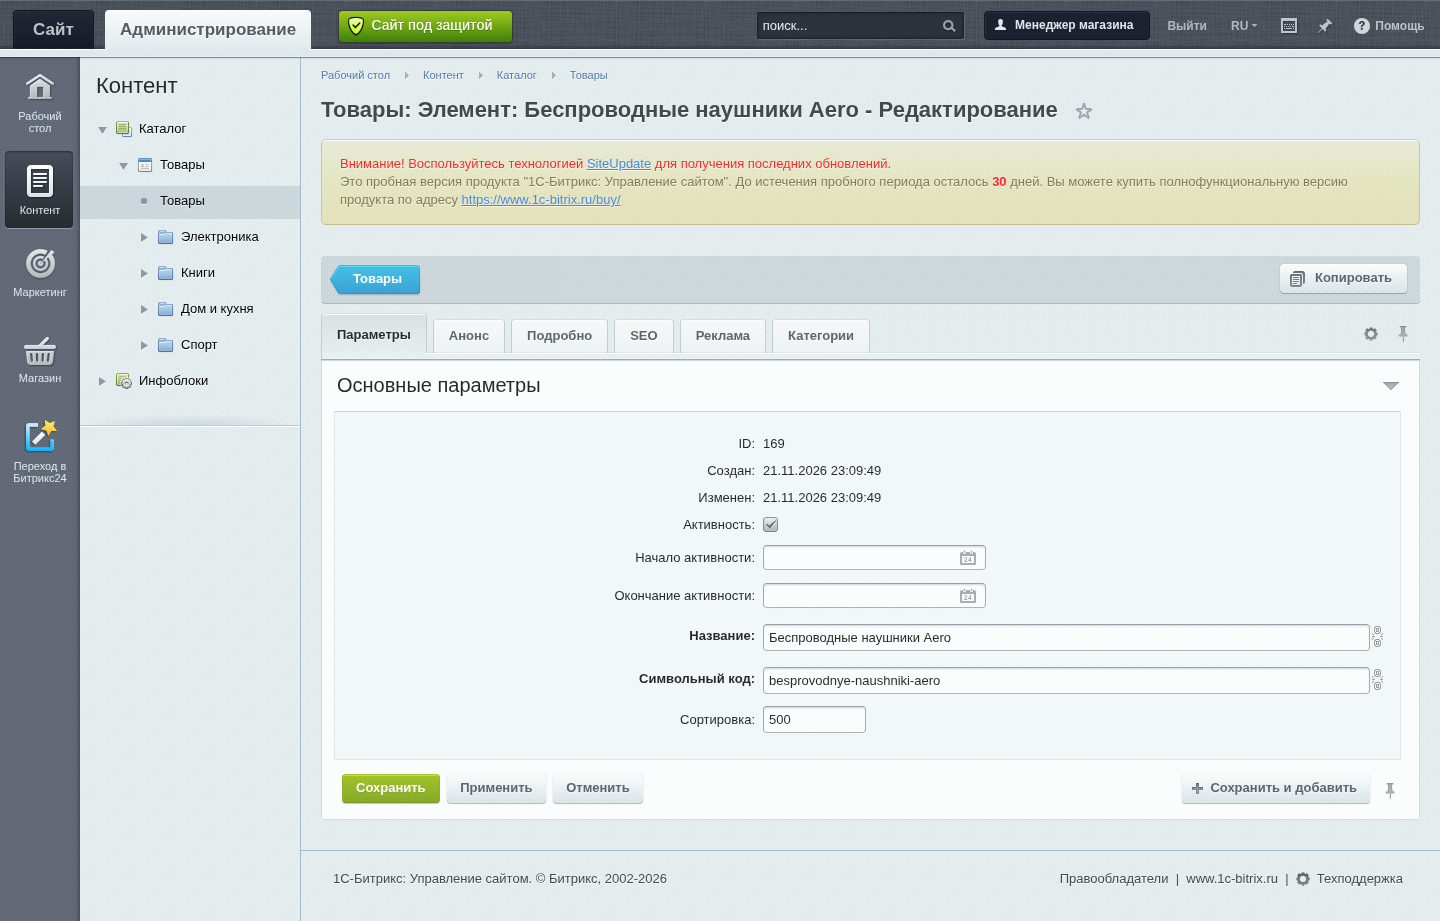 Сайт
Администрирование
Сайт под защитой
поиск...
Менеджер магазина
Выйти
RU
Помощь
Рабочий стол
Контент
Маркетинг
Магазин
Переход в Битрикс24
Контент
Каталог
Товары
Товары
Электроника
Книги
Дом и кухня
Спорт
Инфоблоки
Рабочий стол
Контент
Каталог
Товары
Товары: Элемент: Беспроводные наушники Aero - Редактирование
Внимание! Воспользуйтесь технологией SiteUpdate для получения последних обновлений.
Это пробная версия продукта "1С-Битрикс: Управление сайтом". До истечения пробного периода осталось 30 дней. Вы можете купить полнофункциональную версию
продукта по адресу https://www.1c-bitrix.ru/buy/
Товары
Копировать
Параметры
Анонс
Подробно
SEO
Реклама
Категории
Основные параметры
ID: 169
Создан: 21.11.2026 23:09:49
Изменен: 21.11.2026 23:09:49
Активность:
Начало активности:
24
Окончание активности:
24
Название: Беспроводные наушники Aero
Символьный код: besprovodnye-naushniki-aero
Сортировка: 500
Сохранить
Применить
Отменить
Сохранить и добавить
1С-Битрикс: Управление сайтом. © Битрикс, 2002-2026
Правообладатели | www.1c-bitrix.ru | Техподдержка